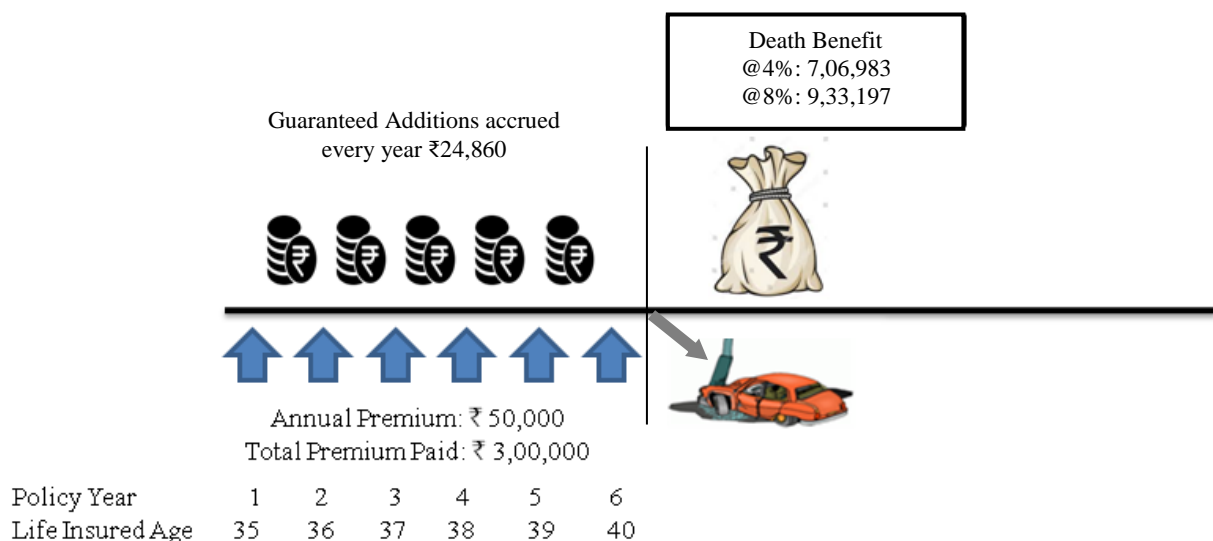 Death Benefit
@4%: 7,06,983
@8%: 9,33,197
Guaranteed Additions accrued
every year ₹24,860
₹ ₹ ₹ ₹ ₹
₹
Annual Premium: ₹ 50,000
Total Premium Paid: ₹ 3,00,000
Policy Year 1 2 3 4 5 6
Life Insured Age 35 36 37 38 39 40